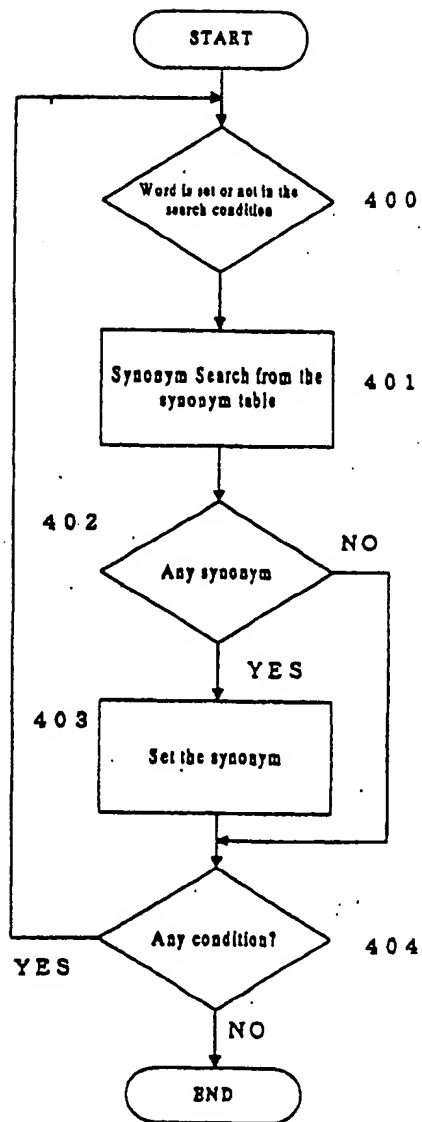 START
Word is set or not in the
search condition
400
Synonym Search from the
synonym table
401
402
Any synonym
NO
YES
403
Set the synonym
Any condition?
404
YES
NO
END